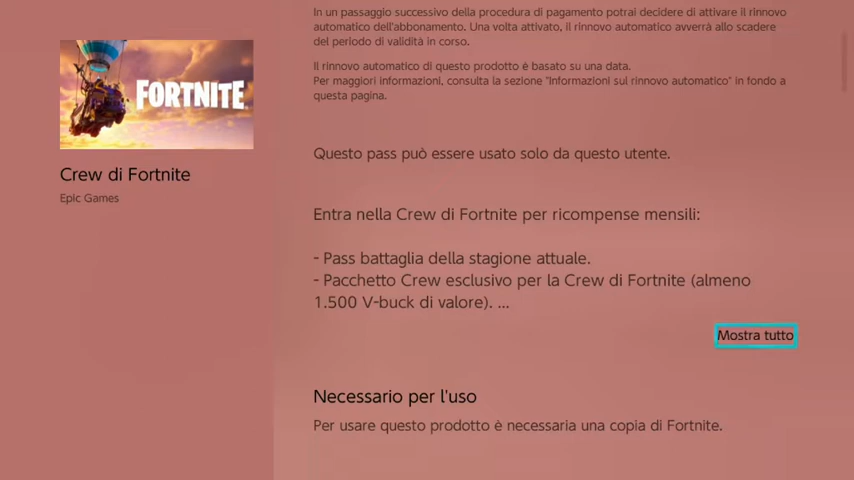 In un passaggio successivo della procedura di pagamento potrai decidere di attivare il rinnovo
automatico dell'abbonamento. Una volta attivato, il rinnovo automatico avverrà allo scadere
del periodo di validità in corso.
Il rinnovo automatico di questo prodotto è basato su una data.
Per maggiori informazioni, consulta la sezione "Informazioni sul rinnovo automatico" in fondo a
questa pagina.
FORTNITE
Crew di Fortnite
Epic Games
Questo pass può essere usato solo da questo utente.
Entra nella Crew di Fortnite per ricompense mensili:
- Pass battaglia della stagione attuale.
- Pacchetto Crew esclusivo per la Crew di Fortnite (almeno
1.500 V-buck di valore). ...
Mostra tutto
Necessario per l'uso
Per usare questo prodotto è necessaria una copia di Fortnite.